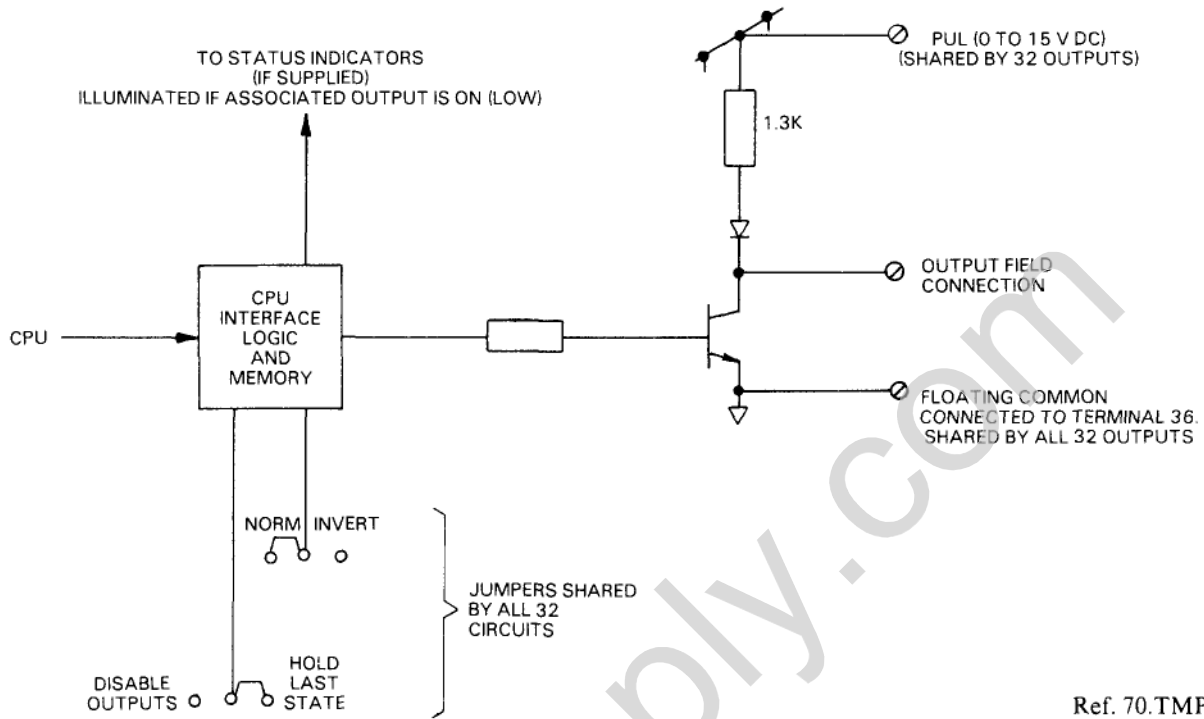 TO STATUS INDICATORS
(IF SUPPLIED)
ILLUMINATED IF ASSOCIATED OUTPUT IS ON (LOW)
PUL (0 TO 15 V DC)
(SHARED BY 32 OUTPUTS)
1.3K
OUTPUT FIELD
CONNECTION
CPU
CPU
INTERFACE
LOGIC
AND
MEMORY
FLOATING COMMON
CONNECTED TO TERMINAL 36.
SHARED BY ALL 32 OUTPUTS
NORM INVERT
JUMPERS SHARED
BY ALL 32
CIRCUITS
DISABLE
OUTPUTS
HOLD
LAST
STATE
Ref. 70.TMP
ply.com